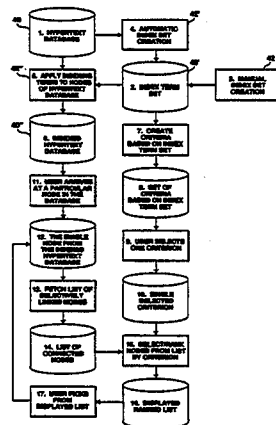 40
1. HYPERTEXT
DATABASE
42'
4. AUTOMATIC
INDEX SET
CREATION
42
3. MANUAL
INDEX SET
CREATION
2. INDEX TERM
SET
5. APPLY INDEXING
TERMS TO NODES
OF HYPERTEXT
DATABASE
6. INDEXED
HYPERTEXT
DATABASE
7. CREATE
CRITERIA
BASED ON INDEX
TERM SET
8. SET OF
CRITERIA
BASED ON INDEX
TERM SET
11. USER ARRIVES
AT A PARTICULAR
NODE IN THE
DATABASE
9. USER SELECTS
ONE CRITERION
12. THE SINGLE
NODE FROM
THE INDEXED
HYPERTEXT
DATABASE
10. SINGLE
SELECTED
CRITERION
13. FETCH LIST OF
SELECTIVELY
LINKED NODES
14. LIST OF
CONNECTED
NODES
15. SELECT/RANK
NODES FROM LIST
BY CRITERION
16. DISPLAYED
RANKED LIST
17. USER PICKS
FROM
DISPLAYED LIST